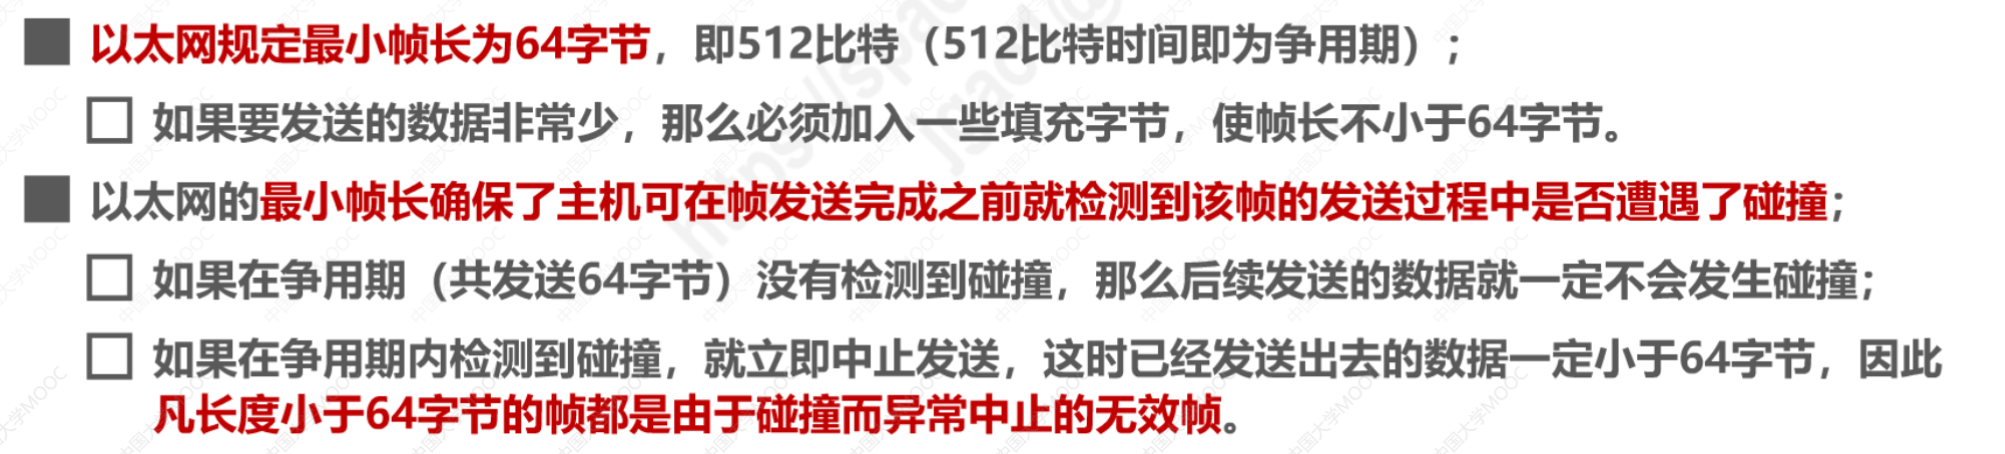 以太网规定最小帧长为64字节，即512比特（512比特时间即为争用期）；
如果要发送的数据非常少，那么必须加入一些填充字节，使帧长不小于64字节。
以太网的最小帧长确保了主机可在帧发送完成之前就检测到该帧的发送过程中是否遭遇了碰撞；
如果在争用期（共发送64字节）没有检测到碰撞，那么后续发送的数据就一定不会发生碰撞；
如果在争用期内检测到碰撞，就立即中止发送，这时已经发送出去的数据一定小于64字节，因此
凡长度小于64字节的帧都是由于碰撞而异常中止的无效帧。
中国大学MOOC